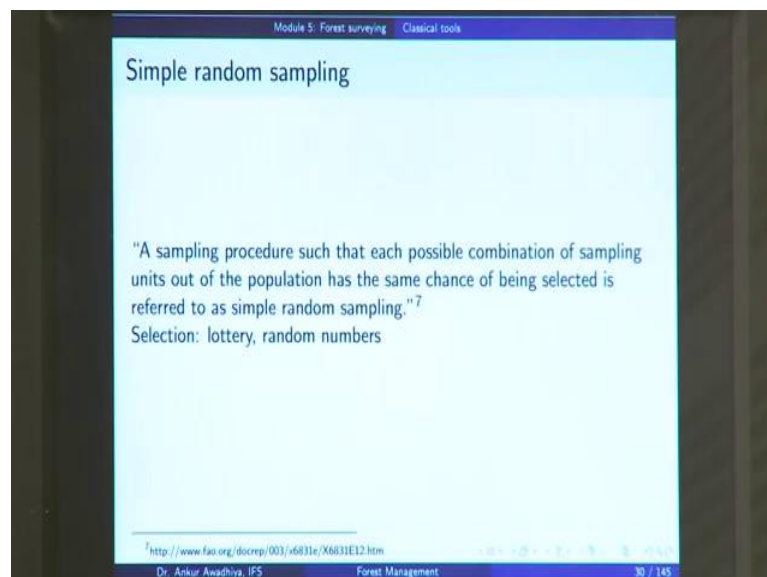 Module 5: Forest surveying Classical tools
Simple random sampling
"A sampling procedure such that each possible combination of sampling
units out of the population has the same chance of being selected is
referred to as simple random sampling."7
Selection: lottery, random numbers
7http://www.fao.org/docrep/003/x6831e/X6831E12.htm
Dr. Ankur Awadhiya, IFS Forest Management 30 / 145